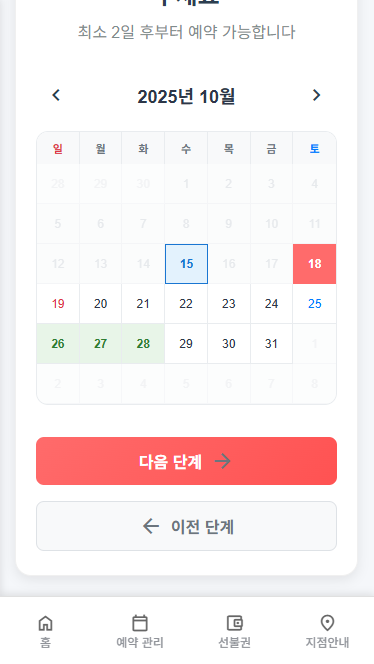 최소 2일 후부터 예약 가능합니다
2025년 10월
일 월 화 수 목 금 토
28 29 30 1 2 3 4
5 6 7 8 9 10 11
12 13 14 15 16 17 18
19 20 21 22 23 24 25
26 27 28 29 30 31 1
2 3 4 5 6 7 8
다음 단계
이전 단계
홈 예약 관리 선불권 지점안내